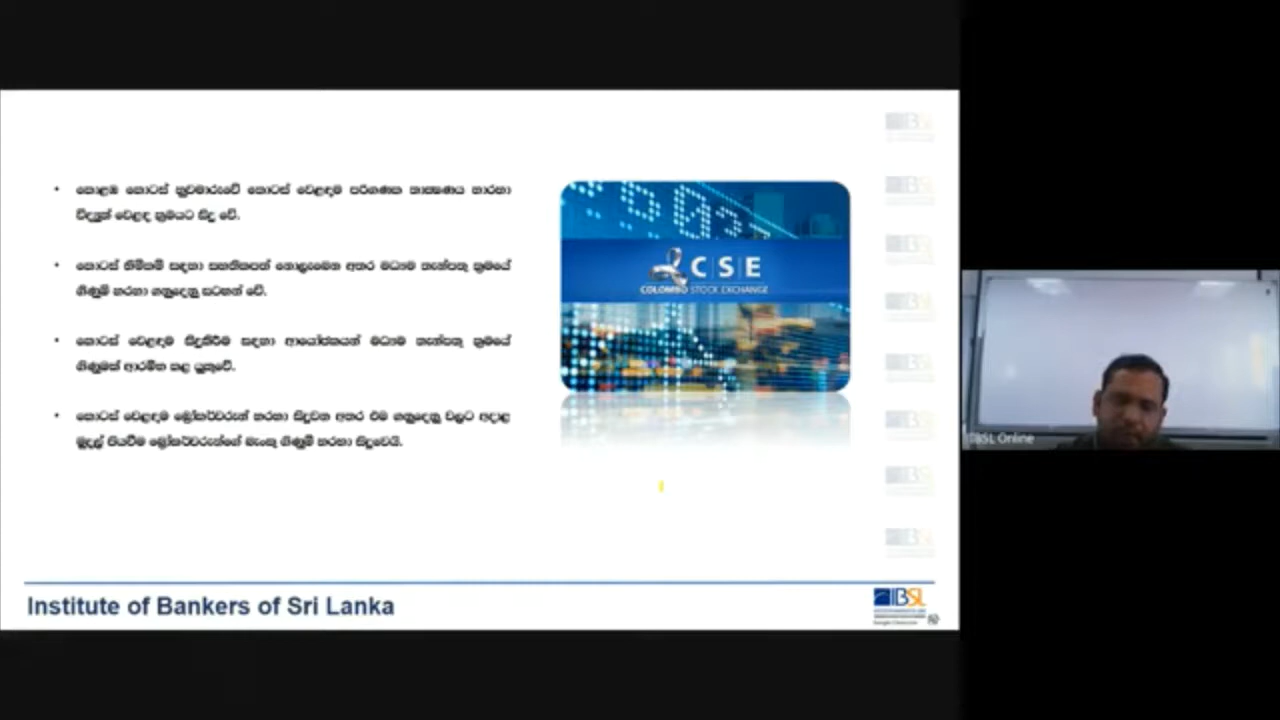 • කොළඹ කොටස් හුවමාරුවේ කොටස් වෙළඳාම පරිගණක තාක්ෂණය හරහා
විද්‍යුත් වෙළඳ ක්‍රමයට සිදු වේ.
• කොටස් හිමිකම් සඳහා සහතිකපත් නොලැබෙන අතර මධ්‍යම තැන්පතු ක්‍රමයේ
ගිණුම් හරහා ගනුදෙනු සටහන් වේ.
• කොටස් වෙළඳාම සිදුකිරීම සඳහා ආයෝජකයන් මධ්‍යම තැන්පතු ක්‍රමයේ
ගිණුමක් ආරම්භ කළ යුතුවේ.
• කොටස් වෙළඳාම බ්‍රෝකර්වරුන් හරහා සිදුවන අතර එම ගනුදෙනු වලට අදාළ
මුදල් පියවීම බ්‍රෝකර්වරුන්ගේ බැංකු ගිණුම් හරහා සිදුවෙයි.
CSE
COLOMBO STOCK EXCHANGE
IBSL Online
Institute of Bankers of Sri Lanka
IBSL